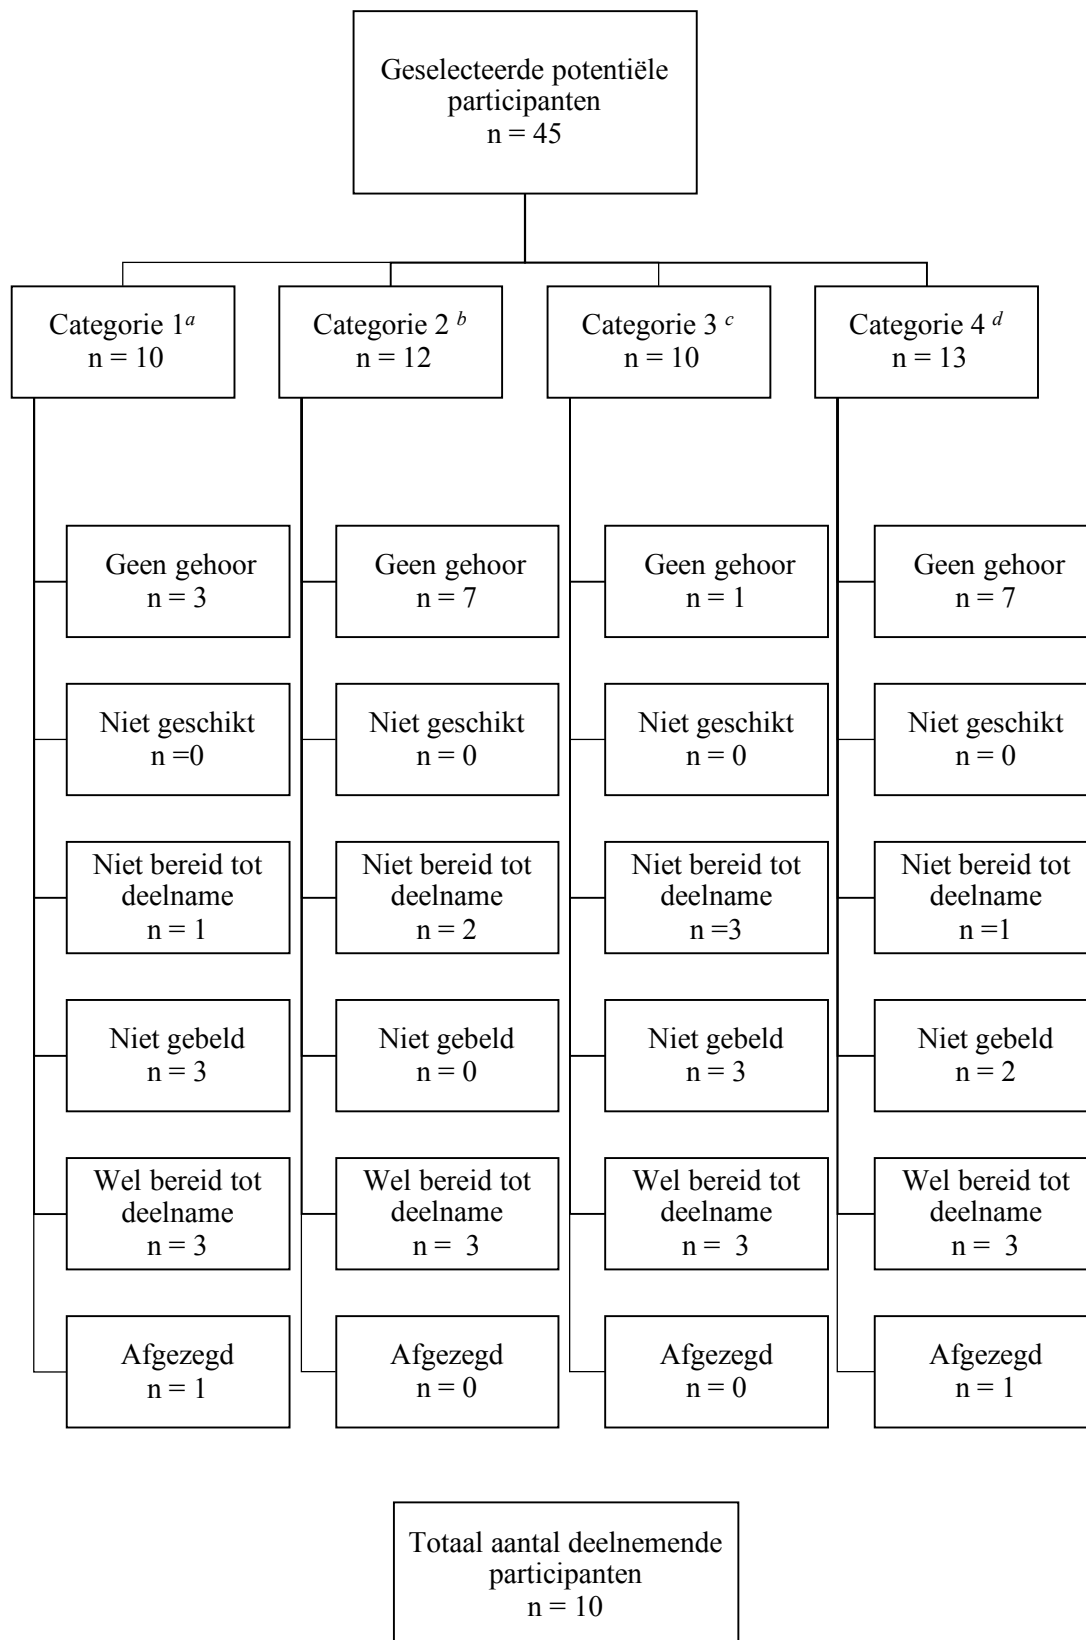 Geselecteerde potentiële
participanten
n = 45
Categorie 1 a
n = 10
Categorie 2 b
n = 12
Categorie 3 c
n = 10
Categorie 4 d
n = 13
Geen gehoor
n = 3
Geen gehoor
n = 7
Geen gehoor
n = 1
Geen gehoor
n = 7
Niet geschikt
n =0
Niet geschikt
n = 0
Niet geschikt
n = 0
Niet geschikt
n = 0
Niet bereid tot
deelname
n = 1
Niet bereid tot
deelname
n = 2
Niet bereid tot
deelname
n =3
Niet bereid tot
deelname
n =1
Niet gebeld
n = 3
Niet gebeld
n = 0
Niet gebeld
n = 3
Niet gebeld
n = 2
Wel bereid tot
deelname
n = 3
Wel bereid tot
deelname
n =  3
Wel bereid tot
deelname
n =  3
Wel bereid tot
deelname
n =  3
Afgezegd
n = 1
Afgezegd
n = 0
Afgezegd
n = 0
Afgezegd
n = 1
Totaal aantal deelnemende
participanten
n = 10